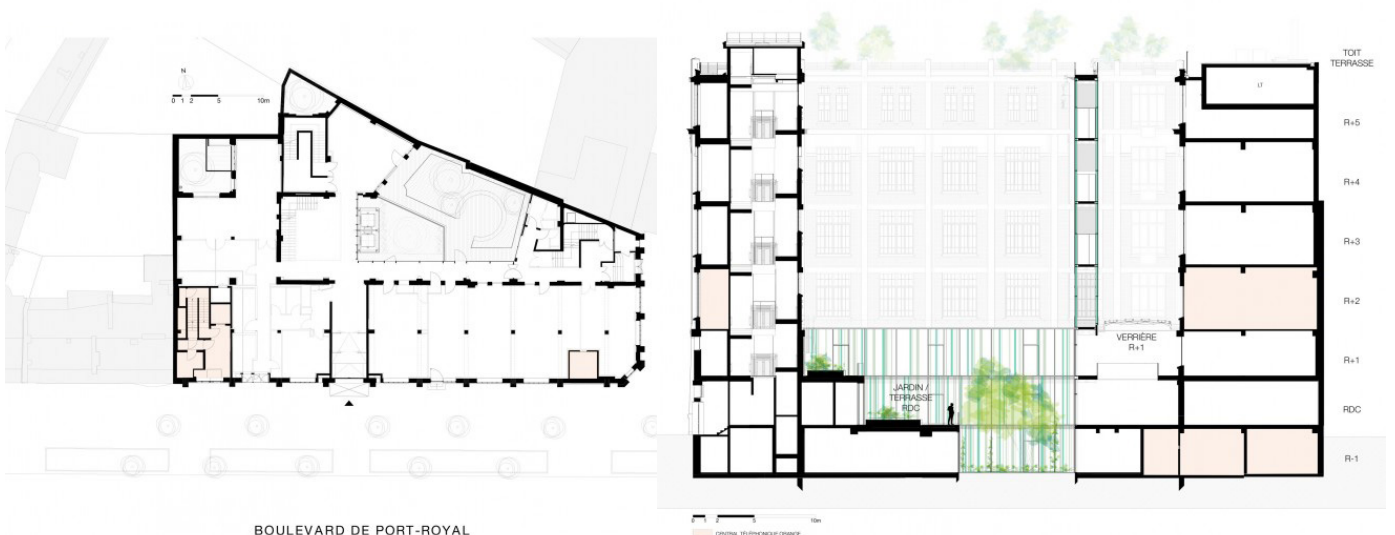 N
0 1 2 5 10m
BOULEVARD DE PORT-ROYAL
TOIT
TERRASSE
LT
R+5
R+4
R+3
R+2
VERRIÈRE
R+1
R+1
JARDIN /
TERRASSE
RDC
RDC
R-1
0 1 2 5 10m
CENTRAL TÉLÉPHONIQUE ORANGE